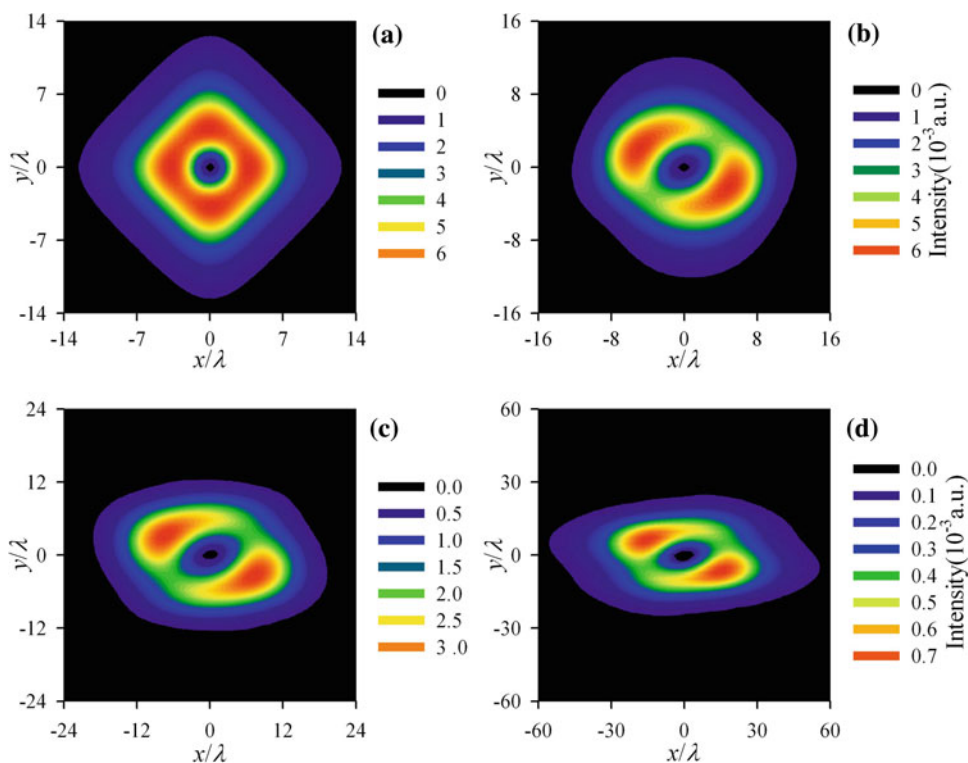 14
7
0
-7
-14
y/λ
-14 -7 0 7 14
x/λ
(a)
0
1
2
3
4
5
6
16
8
0
-8
-16
y/λ
-16 -8 0 8 16
x/λ
(b)
0
1
2
3
4
5
6
Intensity(10⁻³a.u.)
24
12
0
-12
-24
y/λ
-24 -12 0 12 24
x/λ
(c)
0.0
0.5
1.0
1.5
2.0
2.5
3 .0
60
30
0
-30
-60
y/λ
-60 -30 0 30 60
x/λ
(d)
0.0
0.1
0.2
0.3
0.4
0.5
0.6
0.7
Intensity(10⁻³a.u.)